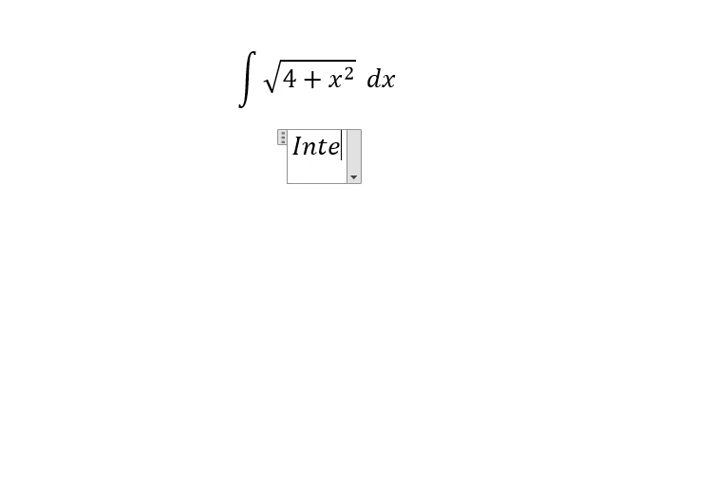 ∫ √(4 + x²) dx
Inte